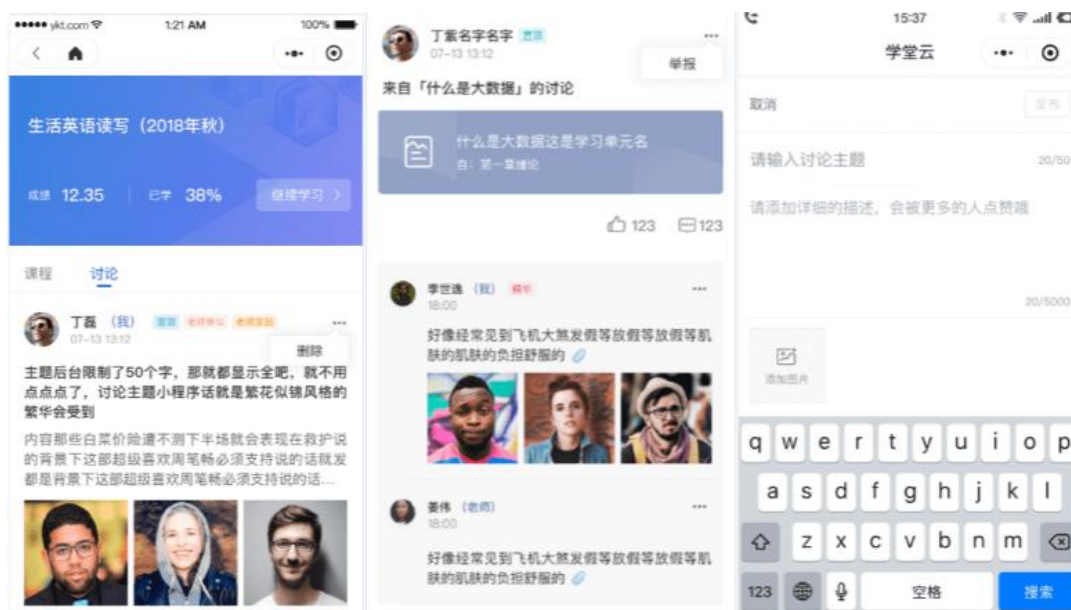 ykt.com
1:21 AM
100%
生活英语读写（2018年秋）
成绩 12.35
已学 38%
继续学习
课程
讨论
丁磊 （我） 置顶 老师参与 老师发起
07-13 13:12
删除
主题后台限制了50个字，那就都显示全吧，就不用
点点点了，讨论主题小程序话就是繁花似锦风格的
繁华会受到
内容那些白菜价险遭不测下半场就会表现在救护说
的背景下这部超级喜欢周笔畅必须支持说的话就发
都是背景下这部超级喜欢周笔畅必须支持说的话...
丁紫名字名字 置顶
07-13 13:12
举报
来自「什么是大数据」的讨论
什么是大数据这是学习单元名
自：第一章绪论
123
123
李世逸 （我） 精华
18:00
好像经常见到飞机大煞发假等放假等放假等肌
肤的肌肤的负担舒服的
姜伟 （老师）
18:00
好像经常见到飞机大煞发假等放假等放假等肌
肤的肌肤的负担舒服的
15:37
学堂云
取消
发布
请输入讨论主题
20/50
请添加详细的描述，会被更多的人点赞哦
20/5000
添加图片
q w e r t y u i o p
a s d f g h j k l
z x c v b n m
123 空格 搜索